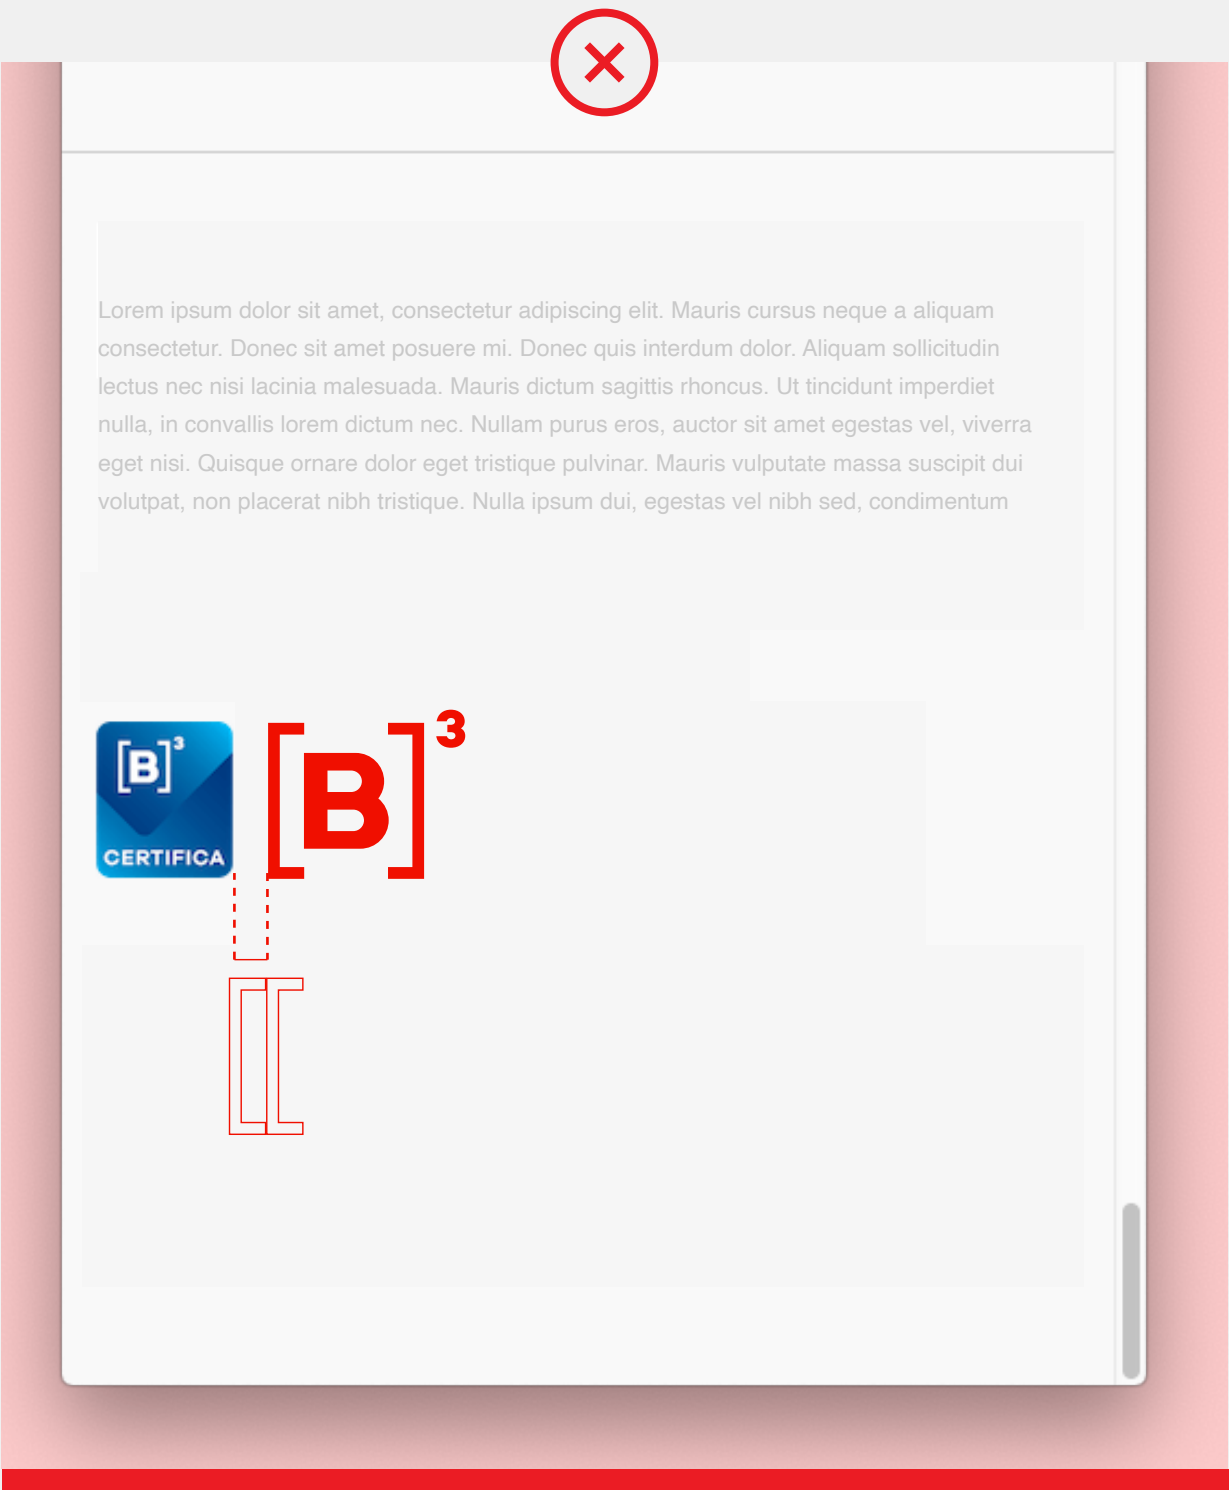 Lorem ipsum dolor sit amet, consectetur adipiscing elit. Mauris cursus neque a aliquam
consectetur. Donec sit amet posuere mi. Donec quis interdum dolor. Aliquam sollicitudin
lectus nec nisi lacinia malesuada. Mauris dictum sagittis rhoncus. Ut tincidunt imperdiet
nulla, in convallis lorem dictum nec. Nullam purus eros, auctor sit amet egestas vel, viverra
eget nisi. Quisque ornare dolor eget tristique pulvinar. Mauris vulputate massa suscipit dui
volutpat, non placerat nibh tristique. Nulla ipsum dui, egestas vel nibh sed, condimentum
[B]³
CERTIFICA
[B]³